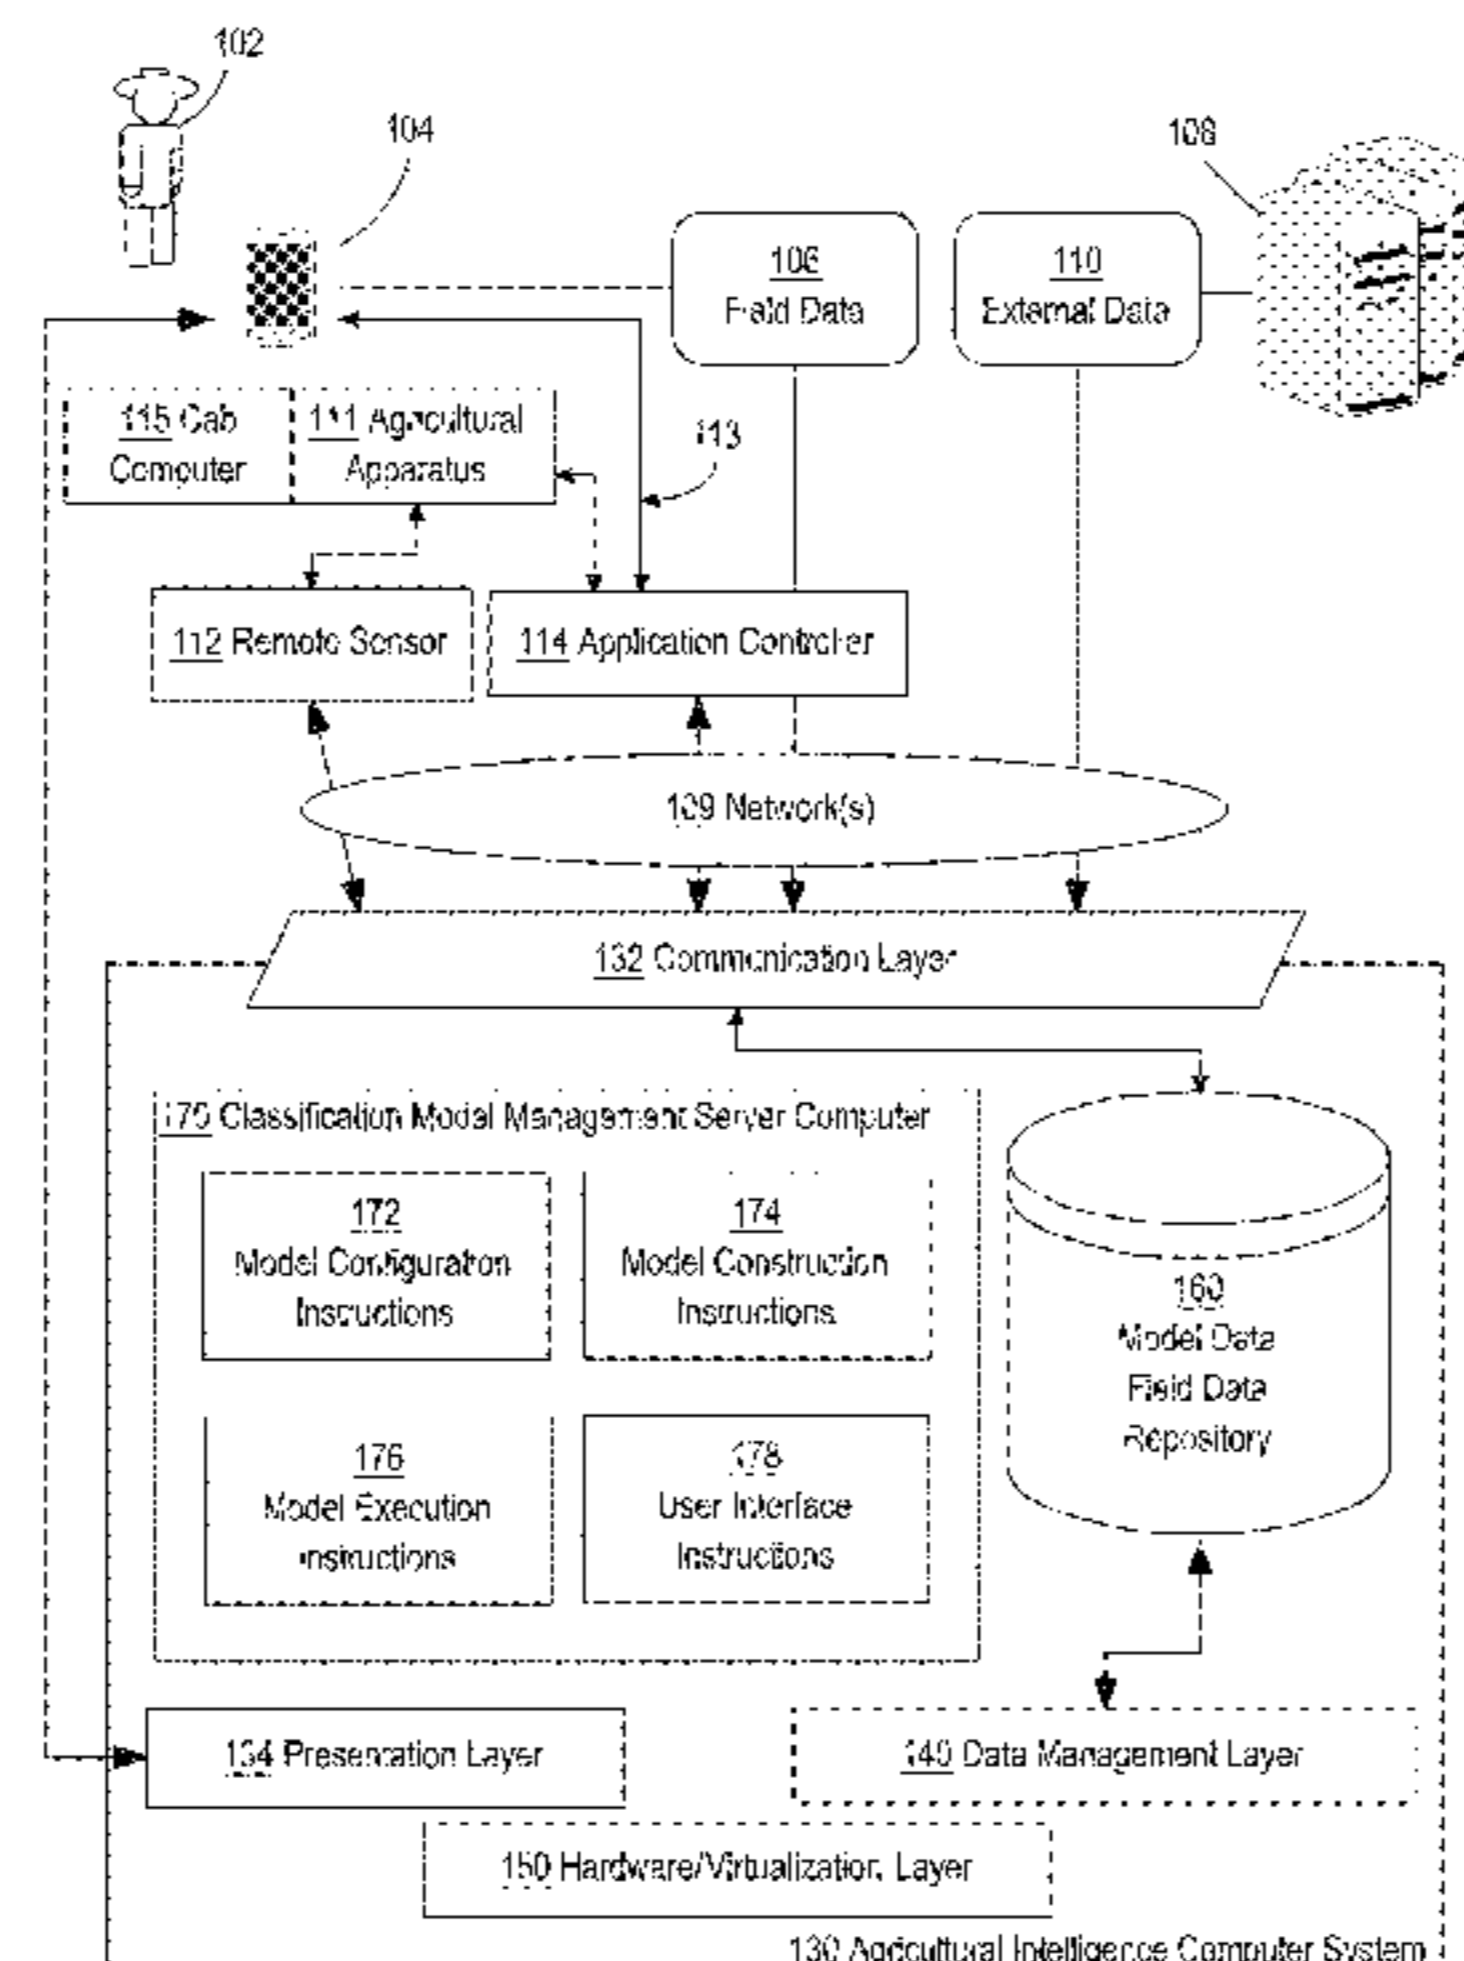 102
104
108
106
Field Data
110
External Data
115 Cab
Computer
111 Agricultural
Apparatus
113
112 Remote Sensor
114 Application Controller
109 Network(s)
132 Communication Layer
170 Classification Model Management Server Computer
172
Model Configuration
Instructions
174
Model Construction
Instructions
160
Model Data
Field Data
Repository
176
Model Execution
Instructions
178
User Interface
Instructions
134 Presentation Layer
140 Data Management Layer
150 Hardware/Virtualization Layer
130 Agricultural Intelligence Computer System